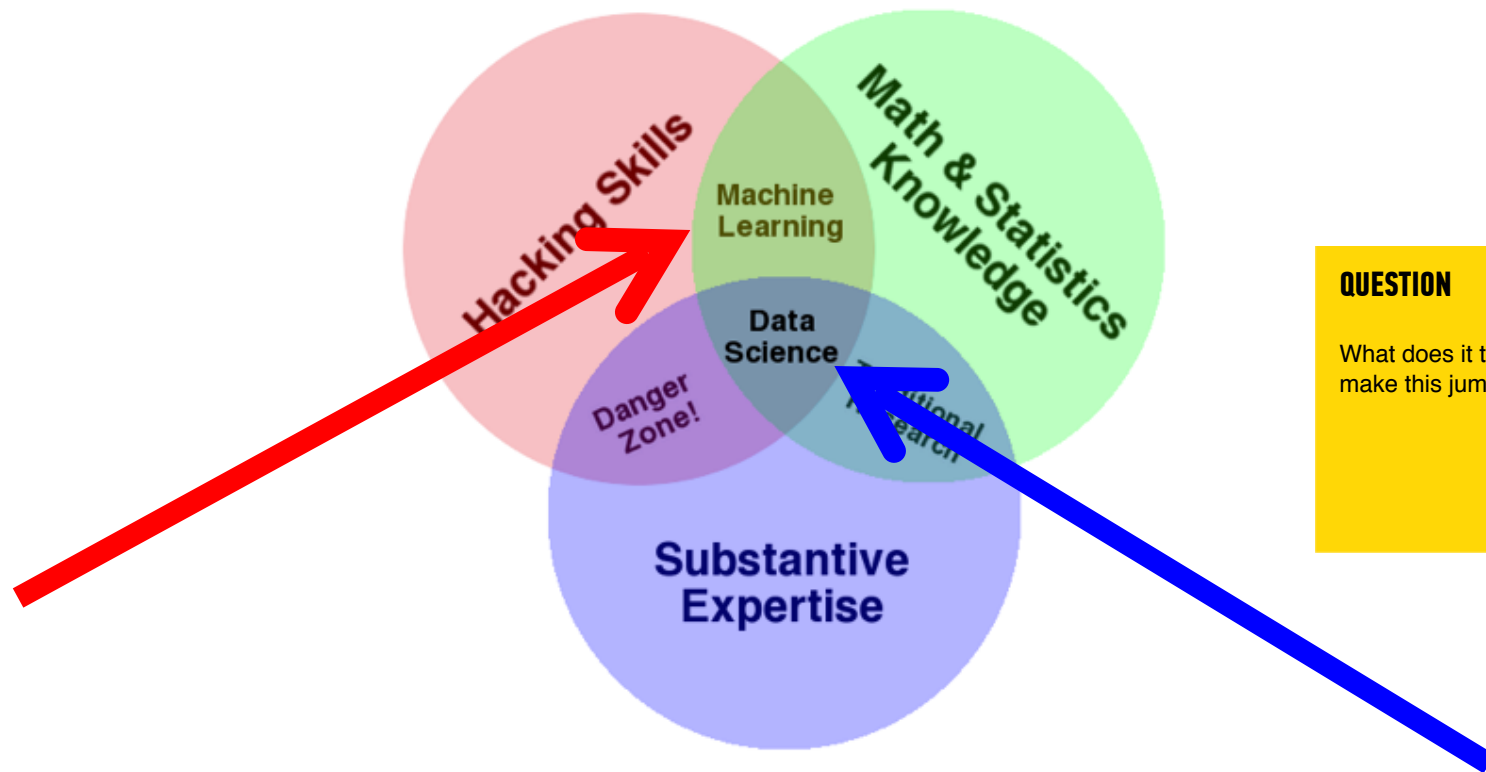 Hacking Skills
Math & Statistics
Knowledge
Machine
Learning
Data
Science
Danger
Zone!
Substantive
Expertise
QUESTION
What does it
make this